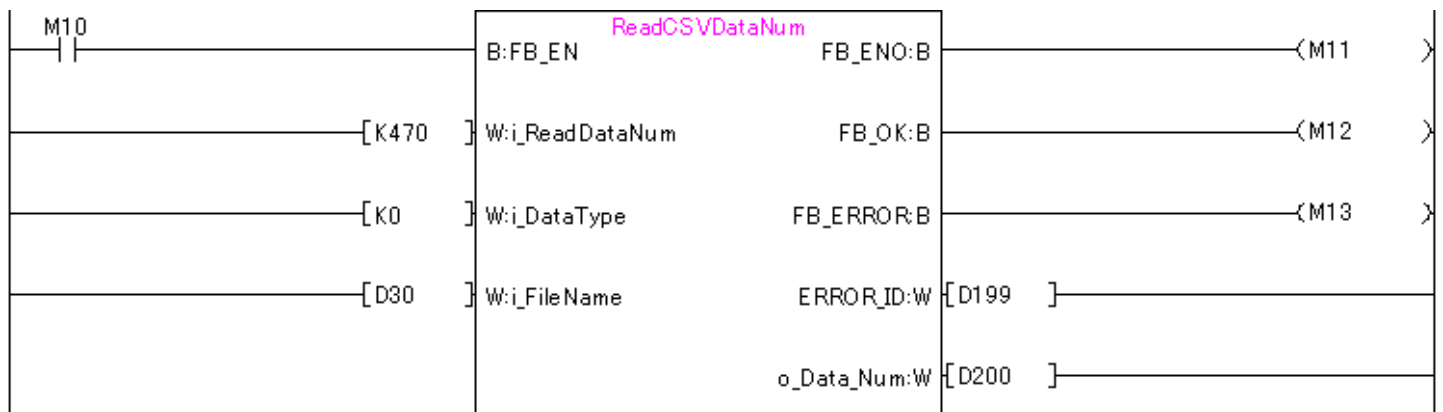 M10
ReadCSVDataNum
B:FB_EN FB_ENO:B (M11 )
[K470 ] W:i_ReadDataNum FB_OK:B (M12 )
[K0 ] W:i_DataType FB_ERROR:B (M13 )
[D30 ] W:i_FileName ERROR_ID:W [D199 ]
o_Data_Num:W [D200 ]